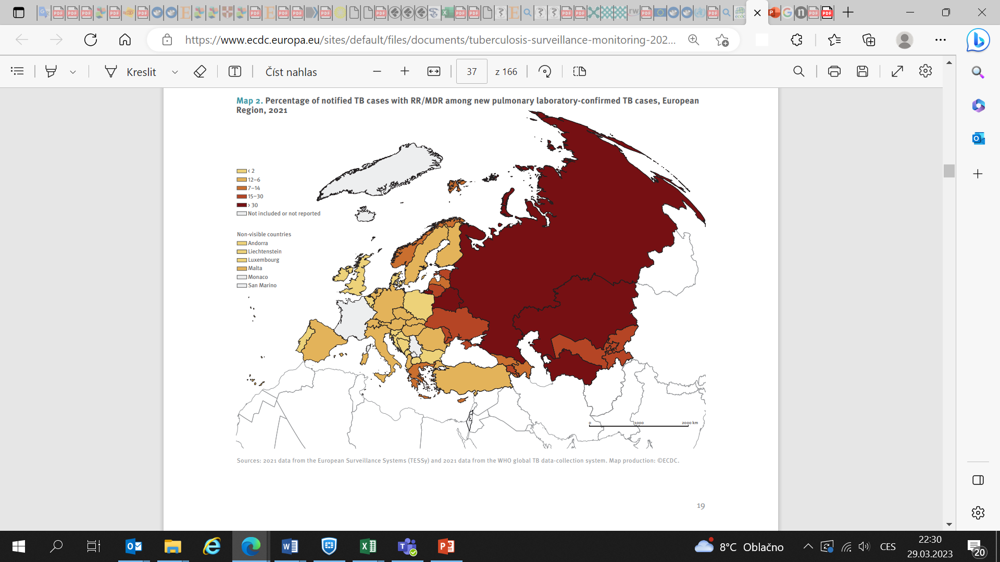 https://www.ecdc.europa.eu/sites/default/files/documents/tuberculosis-surveillance-monitoring-202...
Kreslit
Číst nahlas
37
z 166
Map 2. Percentage of notified TB cases with RR/MDR among new pulmonary laboratory-confirmed TB cases, European
Region, 2021
< 2
12–6
7–14
15–30
> 30
Not included or not reported
Non-visible countries
Andorra
Liechtenstein
Luxembourg
Malta
Monaco
San Marino
0 1000 2000 km
Sources: 2021 data from the European Surveillance Systems (TESSy) and 2021 data from the WHO global TB data-collection system. Map production: ©ECDC.
19
8°C Oblačno
CES
22:30
29.03.2023
20